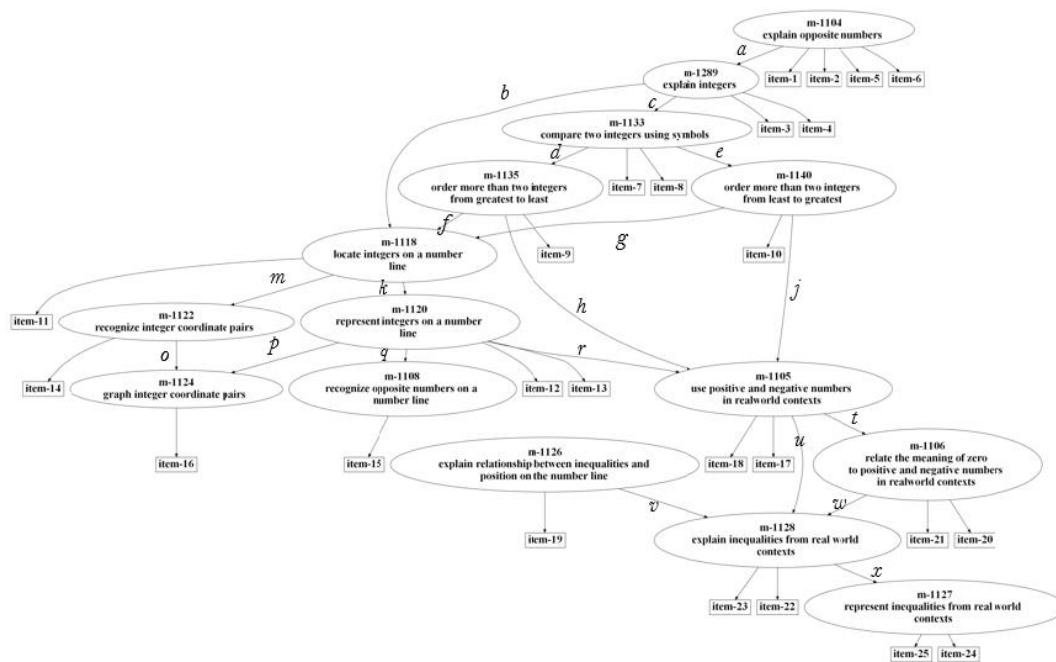 m-1104
explain opposite numbers
a
item-1 item-2 item-5 item-6
m-1289
explain integers
b
c
item-3 item-4
m-1133
compare two integers using symbols
d
e
m-1135
order more than two integers
from greatest to least
item-7 item-8
m-1140
order more than two integers
from least to greatest
f
g
item-9
item-10
m-1118
locate integers on a number
line
m
k
h
j
item-11
m-1122
recognize integer coordinate pairs
m-1120
represent integers on a number
line
o
p
q
r
item-14
m-1124
graph integer coordinate pairs
m-1108
recognize opposite numbers on a
number line
item-12 item-13
m-1105
use positive and negative numbers
in realworld contexts
t
u
item-16
item-15
m-1126
explain relationship between inequalities and
position on the number line
item-18 item-17
m-1106
relate the meaning of zero
to positive and negative numbers
in realworld contexts
v
w
item-19
m-1128
explain inequalities from real world
contexts
item-21 item-20
x
item-23 item-22
m-1127
represent inequalities from real world
contexts
item-25 item-24